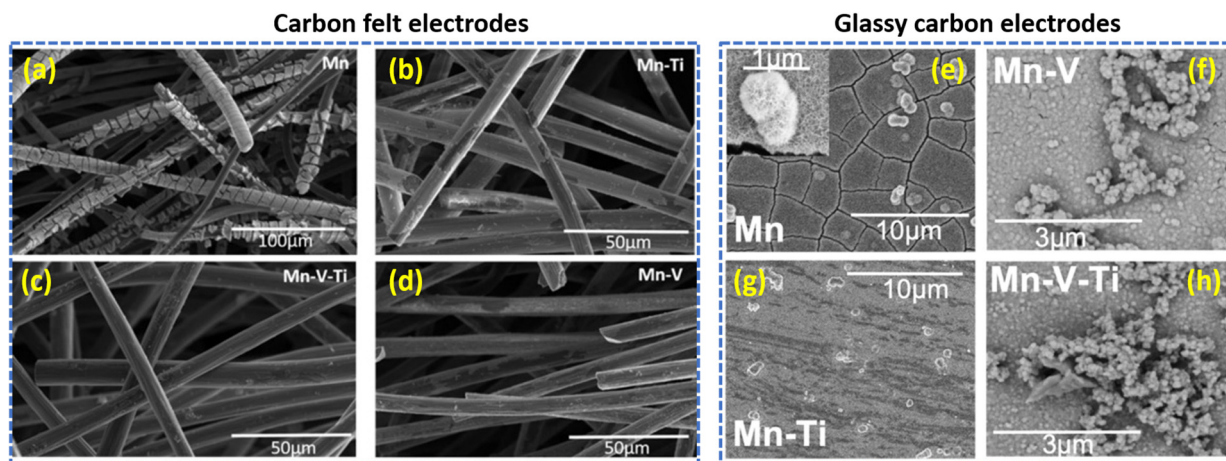 Carbon felt electrodes
Glassy carbon electrodes
(a)
Mn
100μm
(b)
Mn-Ti
50μm
(c)
Mn-V-Ti
50μm
(d)
Mn-V
50μm
1μm
(e)
Mn
10μm
Mn-V
(f)
3μm
(g)
10μm
Mn-Ti
Mn-V-Ti
(h)
3μm